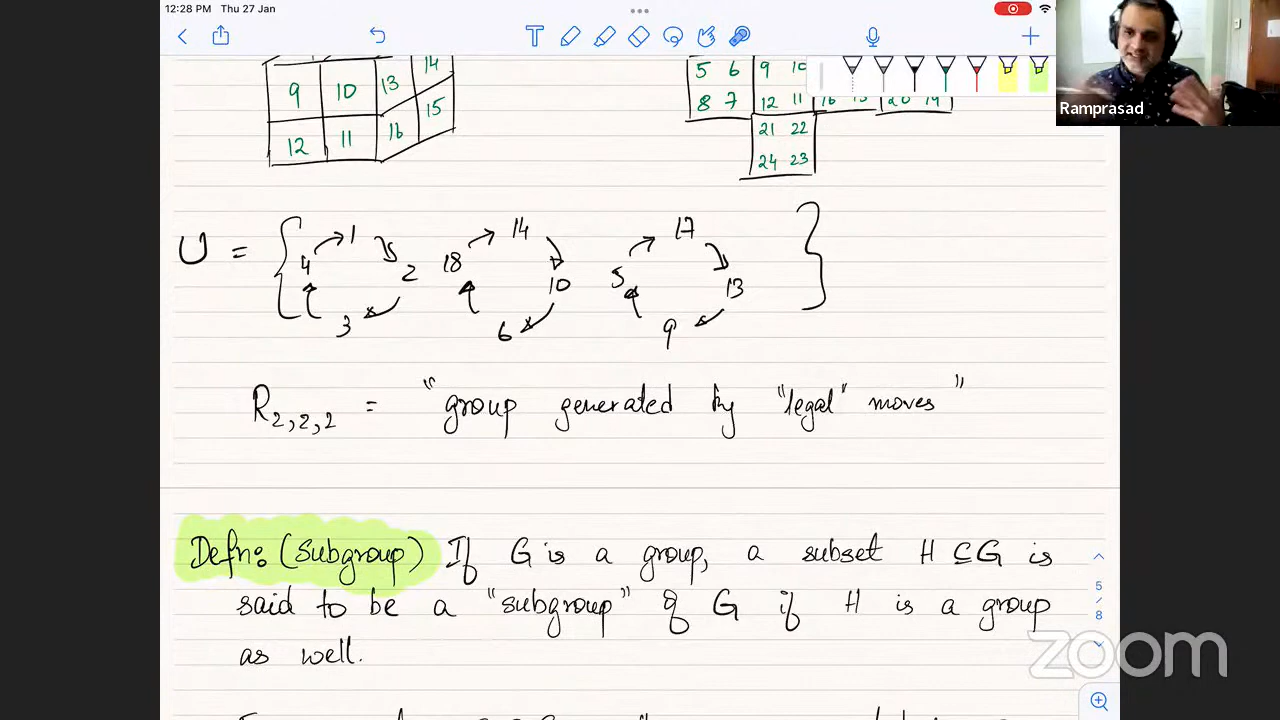 12:28 PM Thu 27 Jan
Ramprasad
14
9 10 13
15
12 11 16
5 6 9 10
8 7 12 11
21 22
24 23
U = { 4 1 2 3 18 14 10 6 5 17 13 9 }
R2,2,2 = "group generated by "legal" moves"
Defn: (Subgroup) If G is a group, a subset H ⊆ G is
said to be a "subgroup" of G if H is a group
as well.
5
8
zoom